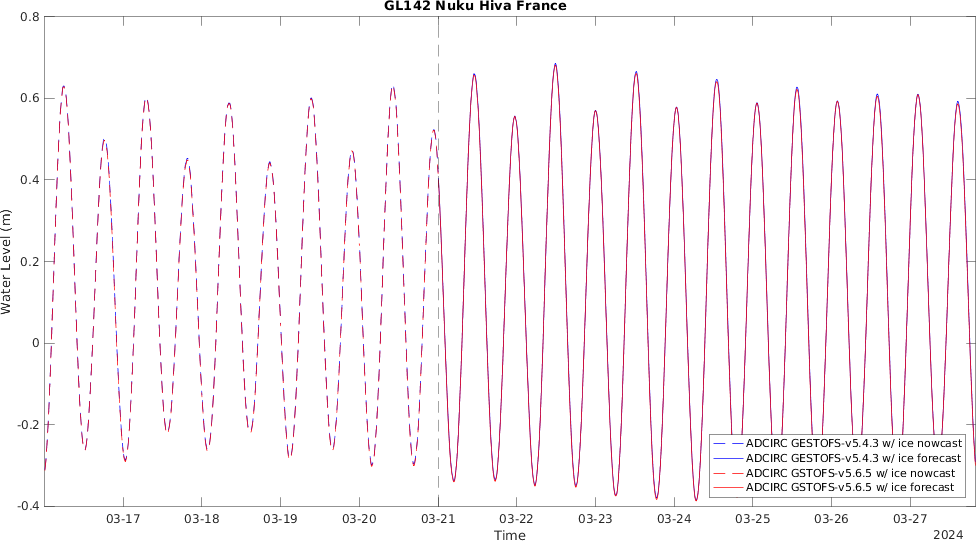 GL142 Nuku Hiva France
0.8
0.6
0.4
0.2
0
-0.2
-0.4
Water Level (m)
ADCIRC GESTOFS-v5.4.3 w/ ice nowcast
ADCIRC GESTOFS-v5.4.3 w/ ice forecast
ADCIRC GSTOFS-v5.6.5 w/ ice nowcast
ADCIRC GSTOFS-v5.6.5 w/ ice forecast
03-17 03-18 03-19 03-20 03-21 03-22 03-23 03-24 03-25 03-26 03-27
Time
2024